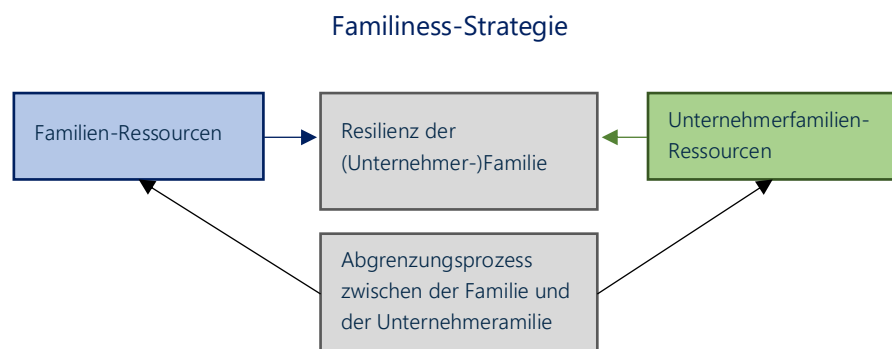 Familiness-Strategie
Familien-Ressourcen
Resilienz der
(Unternehmer-)Familie
Unternehmerfamilien-
Ressourcen
Abgrenzungsprozess
zwischen der Familie und
der Unternehmeramilie